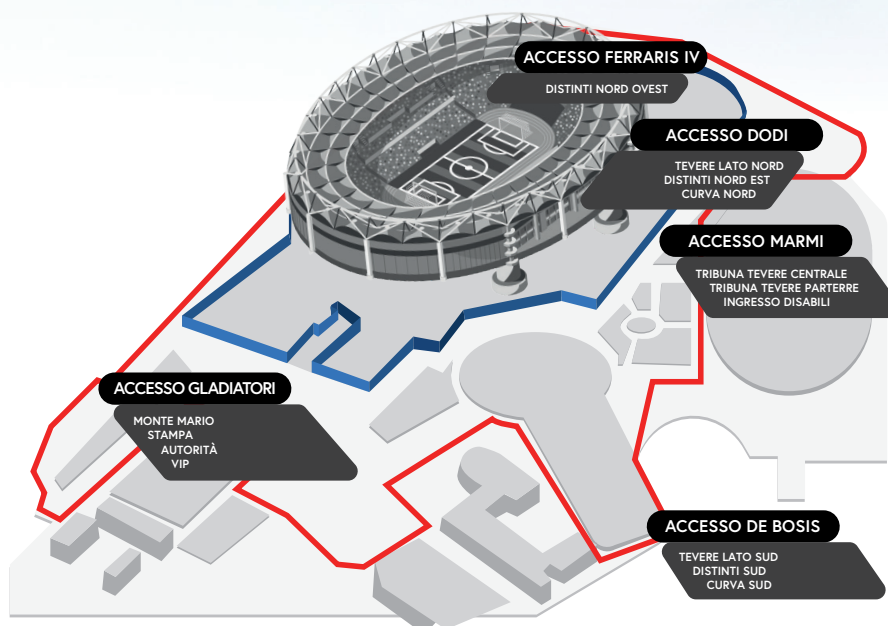 ACCESSO FERRARIS IV
DISTINTI NORD OVEST
ACCESSO DODI
TEVERE LATO NORD
DISTINTI NORD EST
CURVA NORD
ACCESSO MARMI
TRIBUNA TEVERE CENTRALE
TRIBUNA TEVERE PARTERRE
INGRESSO DISABILI
ACCESSO GLADIATORI
MONTE MARIO
STAMPA
AUTORITÀ
VIP
ACCESSO DE BOSIS
TEVERE LATO SUD
DISTINTI SUD
CURVA SUD